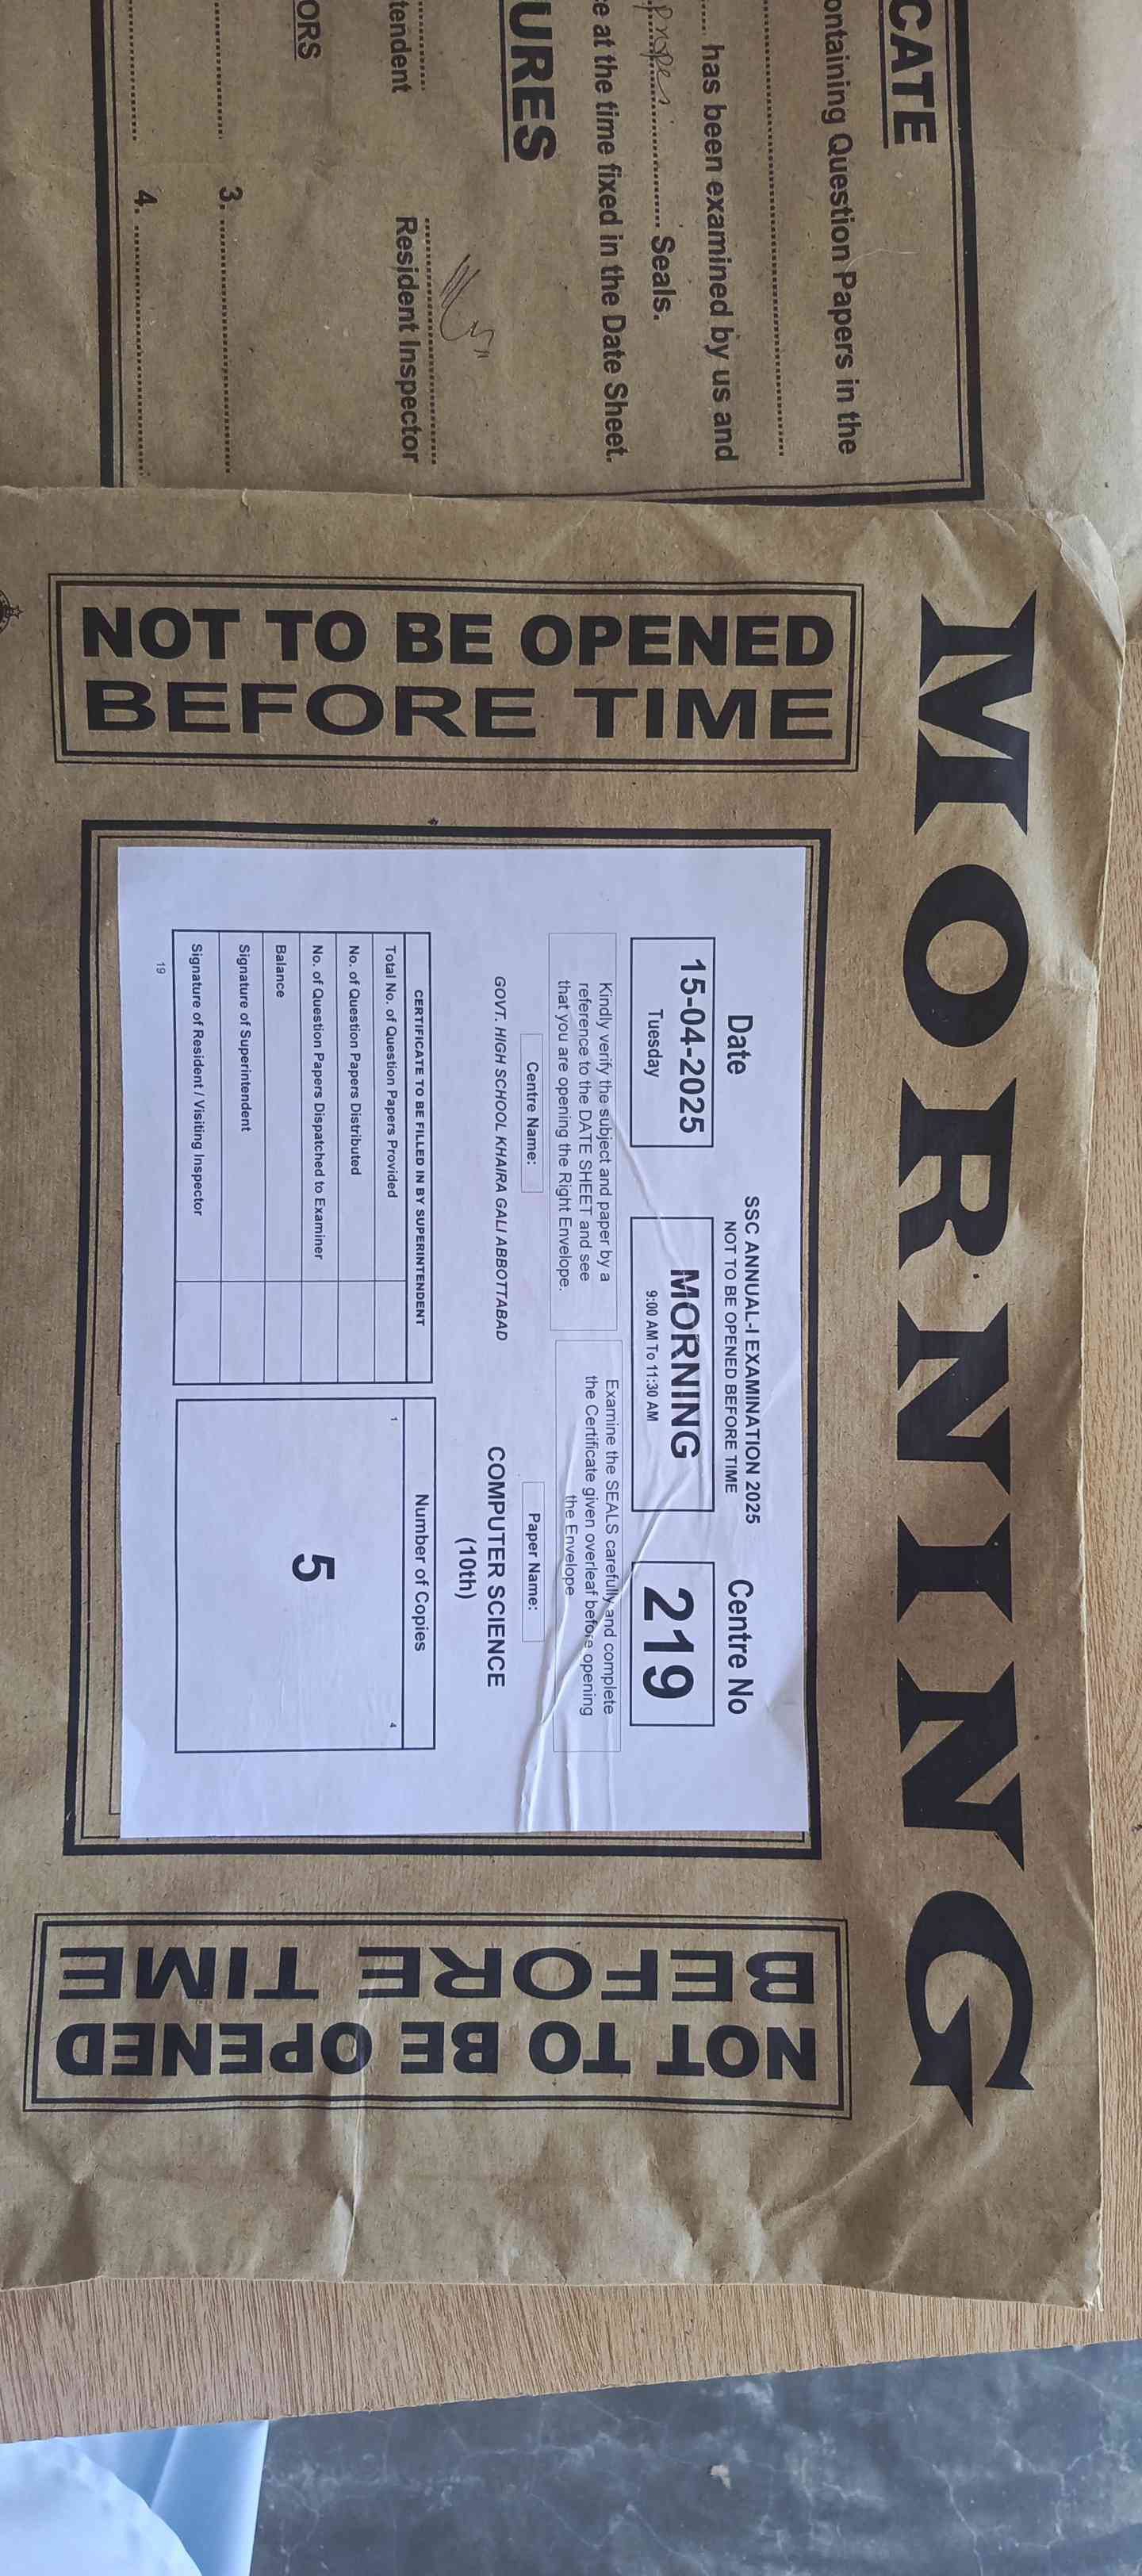 CATE
ontaining Question Papers in the
has been examined by us and
proper Seals.
e at the time fixed in the Date Sheet.
URES
tendent
Resident Inspector
ORS
3.
4.
MORNING
NOT TO BE OPENED
BEFORE TIME
SSC ANNUAL-I EXAMINATION 2025
NOT TO BE OPENED BEFORE TIME
Date
Centre No
15-04-2025
Tuesday
MORNING
9:00 AM To 11:30 AM
219
Kindly verify the subject and paper by a
reference to the DATE SHEET and see
that you are opening the Right Envelope.
Examine the SEALS carefully and complete
the Certificate given overleaf before opening
the Envelope
Centre Name:
Paper Name:
GOVT. HIGH SCHOOL KHAIRA GALI ABBOTTABAD
COMPUTER SCIENCE
(10th)
CERTIFICATE TO BE FILLED IN BY SUPERINTENDENT
Total No. of Question Papers Provided
No. of Question Papers Distributed
No. of Question Papers Dispatched to Examiner
Balance
Signature of Superintendent
Signature of Resident / Visiting Inspector
Number of Copies
1
4
5
19
NOT TO BE OPENED
BEFORE TIME